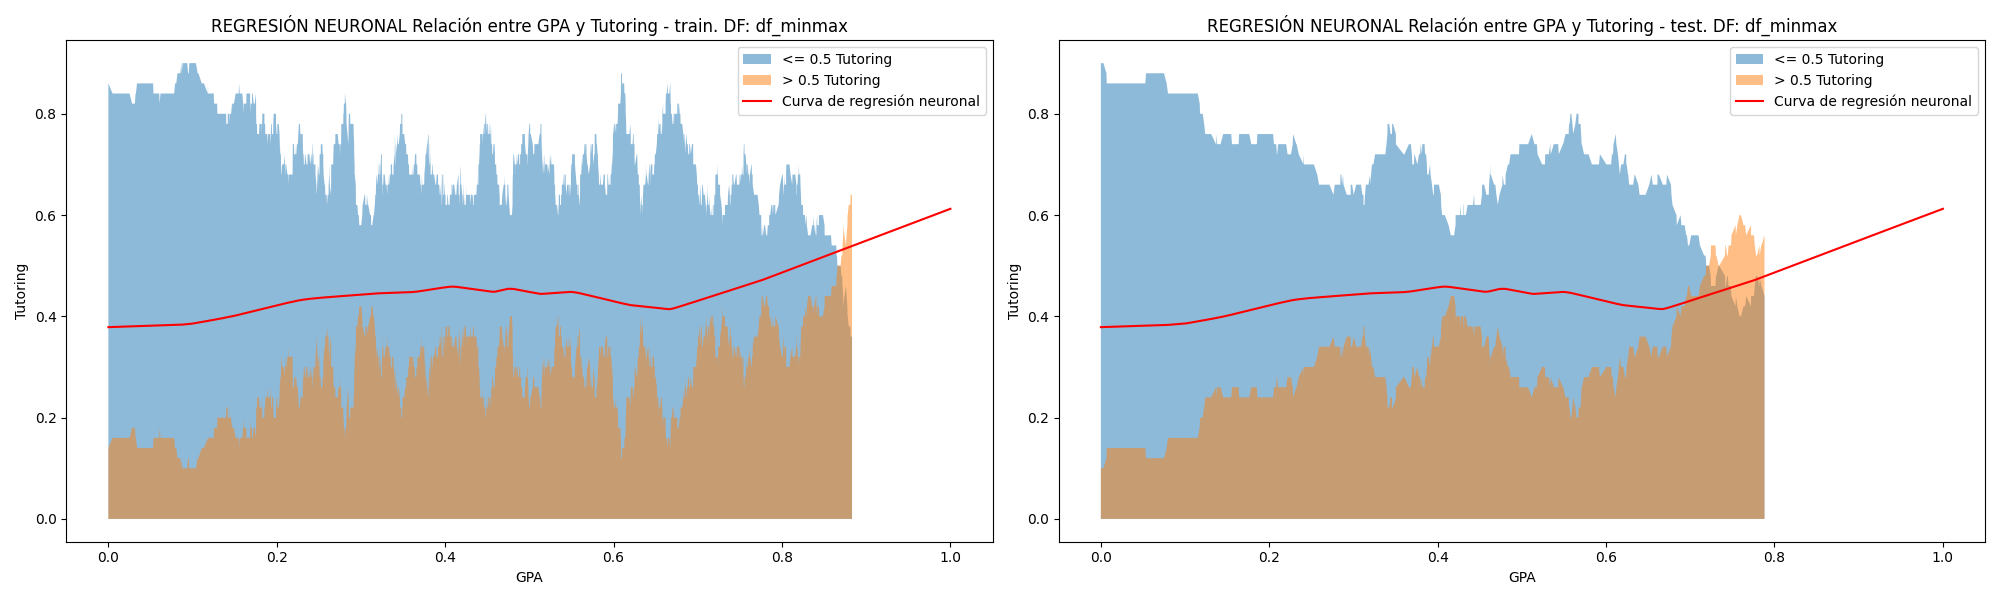 REGRESIÓN NEURONAL Relación entre GPA y Tutoring - train. DF: df_minmax
<= 0.5 Tutoring
> 0.5 Tutoring
Curva de regresión neuronal
Tutoring
0.8
0.6
0.4
0.2
0.0
0.0 0.2 0.4 0.6 0.8 1.0
GPA
REGRESIÓN NEURONAL Relación entre GPA y Tutoring - test. DF: df_minmax
<= 0.5 Tutoring
> 0.5 Tutoring
Curva de regresión neuronal
Tutoring
0.8
0.6
0.4
0.2
0.0
0.0 0.2 0.4 0.6 0.8 1.0
GPA